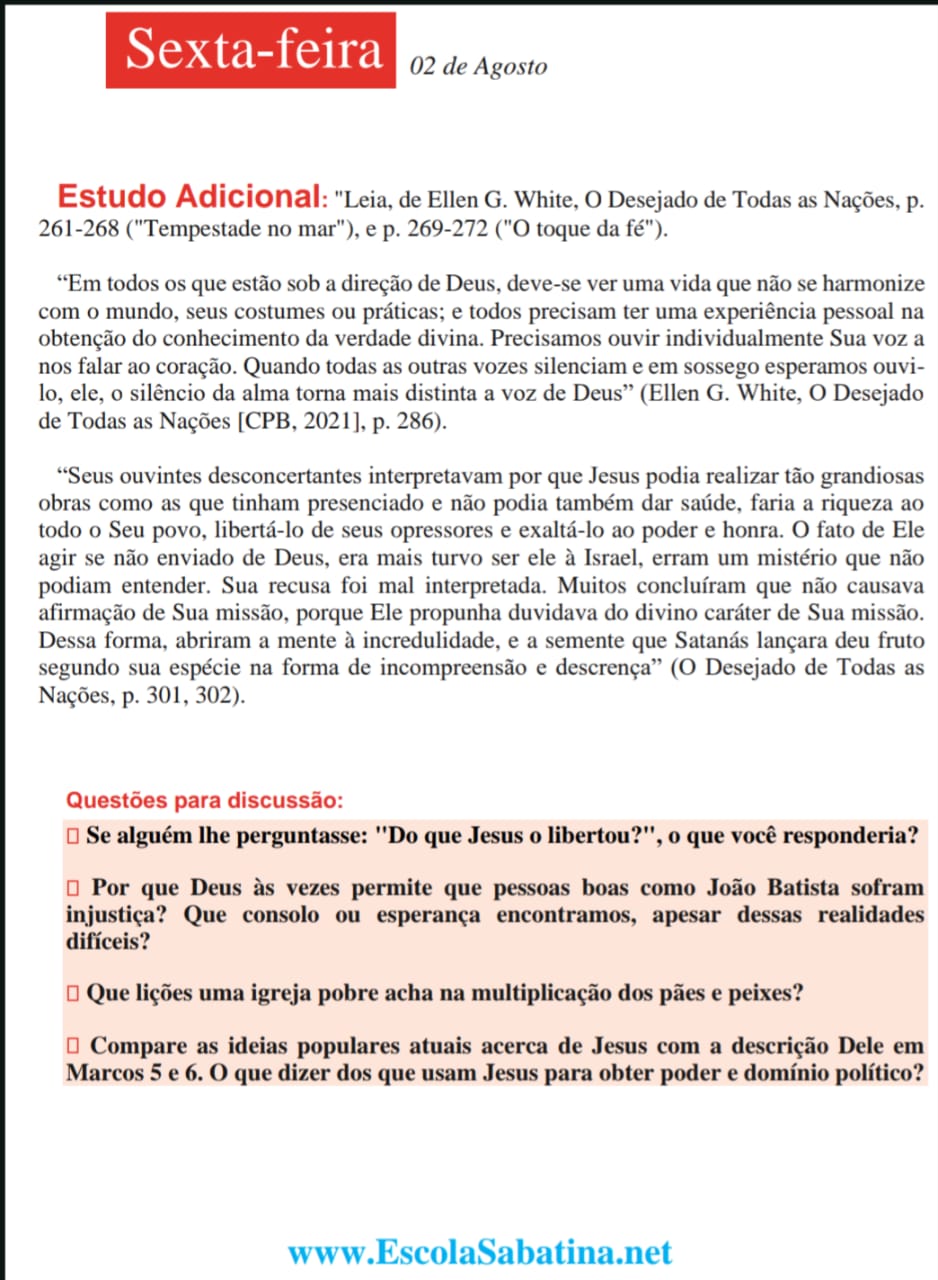 Sexta-feira 02 de Agosto
Estudo Adicional: "Leia, de Ellen G. White, O Desejado de Todas as Nações, p.
261-268 ("Tempestade no mar"), e p. 269-272 ("O toque da fé").
“Em todos os que estão sob a direção de Deus, deve-se ver uma vida que não se harmonize
com o mundo, seus costumes ou práticas; e todos precisam ter uma experiência pessoal na
obtenção do conhecimento da verdade divina. Precisamos ouvir individualmente Sua voz a
nos falar ao coração. Quando todas as outras vozes silenciam e em sossego esperamos ouvi-
lo, ele, o silêncio da alma torna mais distinta a voz de Deus” (Ellen G. White, O Desejado
de Todas as Nações [CPB, 2021], p. 286).
“Seus ouvintes desconcertantes interpretavam por que Jesus podia realizar tão grandiosas
obras como as que tinham presenciado e não podia também dar saúde, faria a riqueza ao
todo o Seu povo, libertá-lo de seus opressores e exaltá-lo ao poder e honra. O fato de Ele
agir se não enviado de Deus, era mais turvo ser ele à Israel, erram um mistério que não
podiam entender. Sua recusa foi mal interpretada. Muitos concluíram que não causava
afirmação de Sua missão, porque Ele propunha duvidava do divino caráter de Sua missão.
Dessa forma, abriram a mente à incredulidade, e a semente que Satanás lançara deu fruto
segundo sua espécie na forma de incompreensão e descrença” (O Desejado de Todas as
Nações, p. 301, 302).
Questões para discussão:
▯ Se alguém lhe perguntasse: "Do que Jesus o libertou?", o que você responderia?
▯ Por que Deus às vezes permite que pessoas boas como João Batista sofram
injustiça? Que consolo ou esperança encontramos, apesar dessas realidades
difíceis?
▯ Que lições uma igreja pobre acha na multiplicação dos pães e peixes?
▯ Compare as ideias populares atuais acerca de Jesus com a descrição Dele em
Marcos 5 e 6. O que dizer dos que usam Jesus para obter poder e domínio político?
www.EscolaSabatina.net